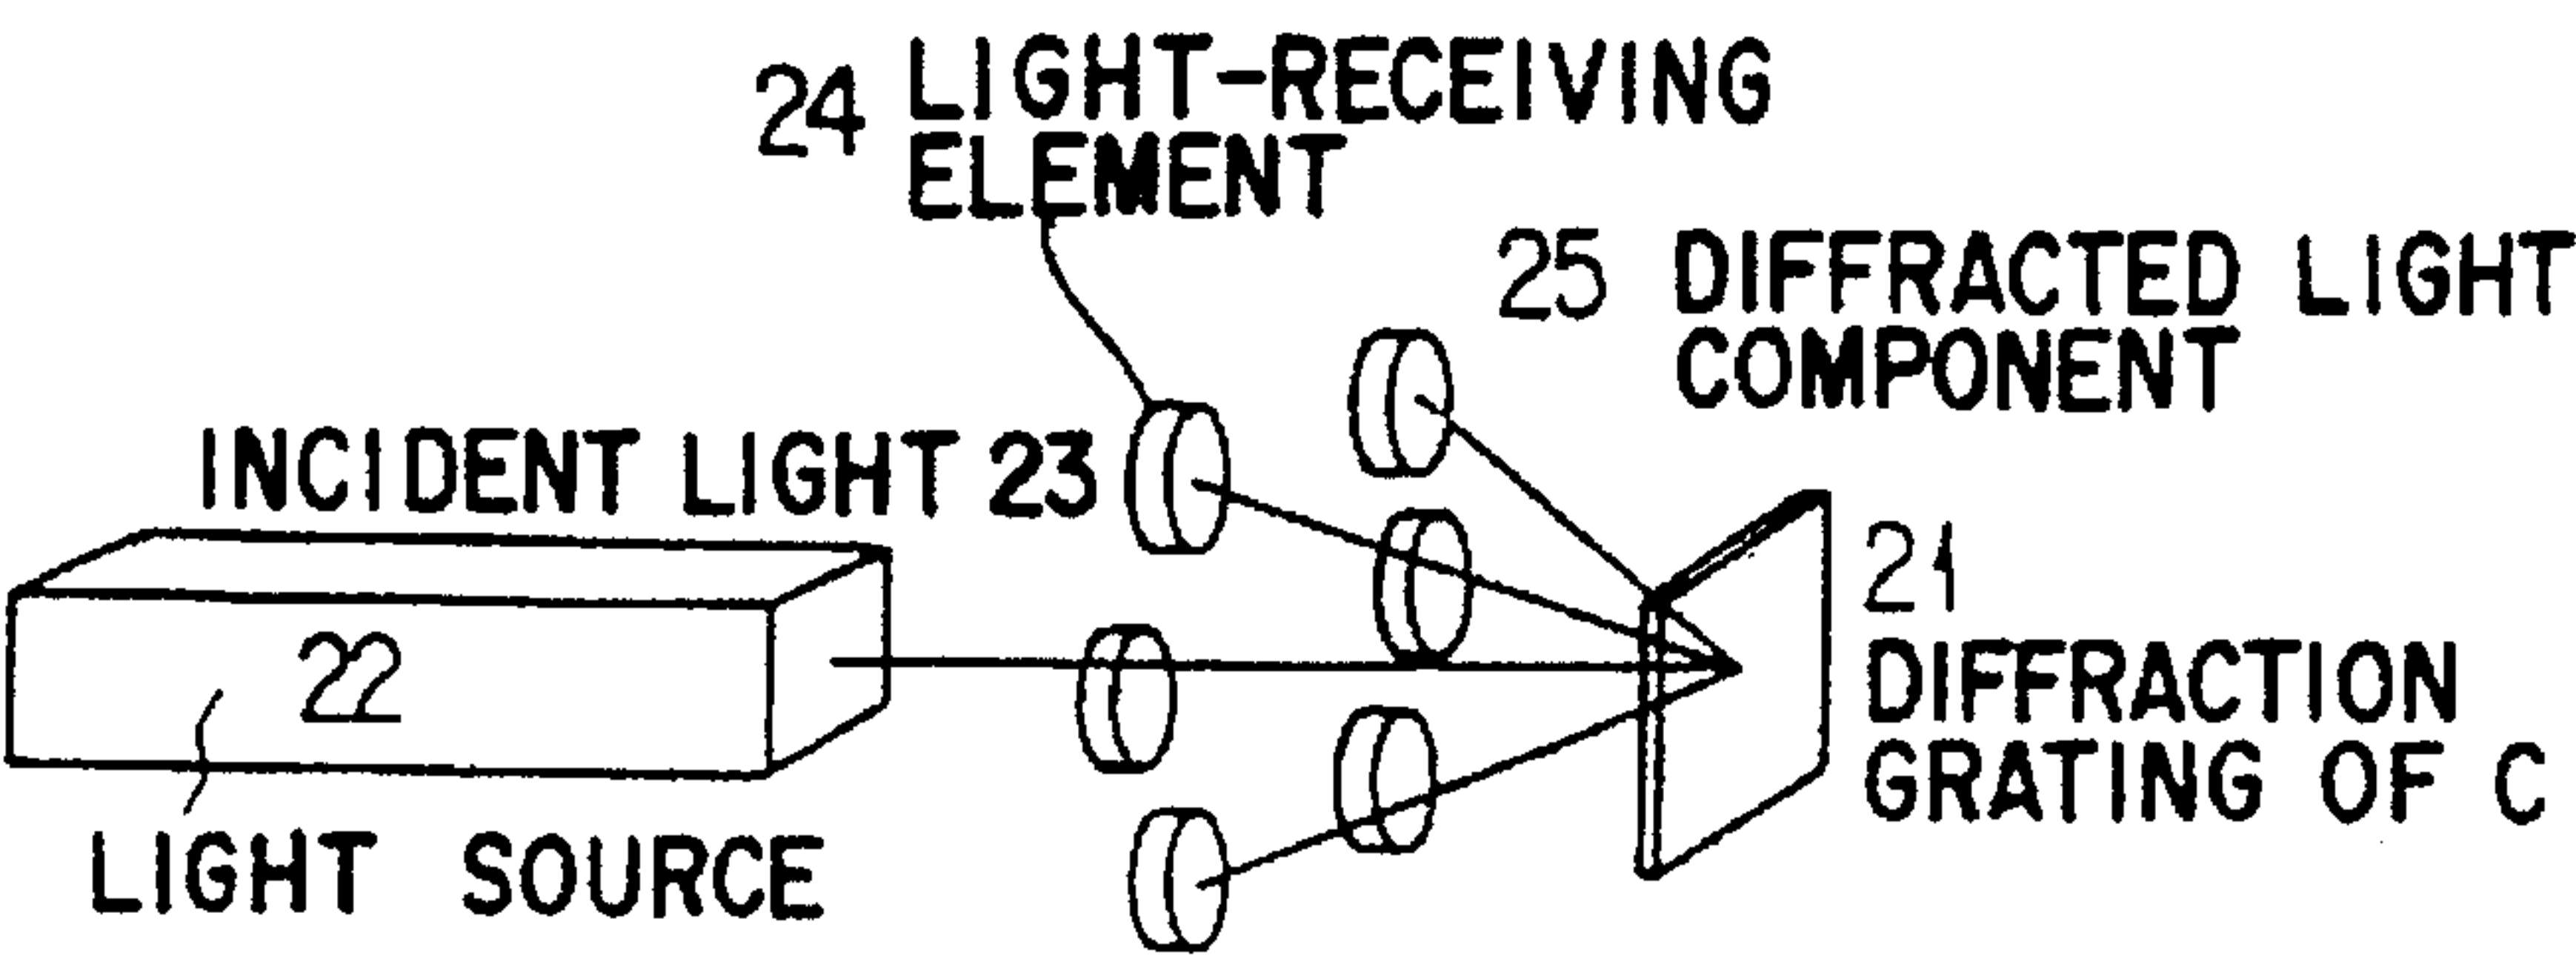 24 LIGHT-RECEIVING
ELEMENT
25 DIFFRACTED LIGHT
COMPONENT
INCIDENT LIGHT 23
21
DIFFRACTION
GRATING OF C
22
LIGHT SOURCE